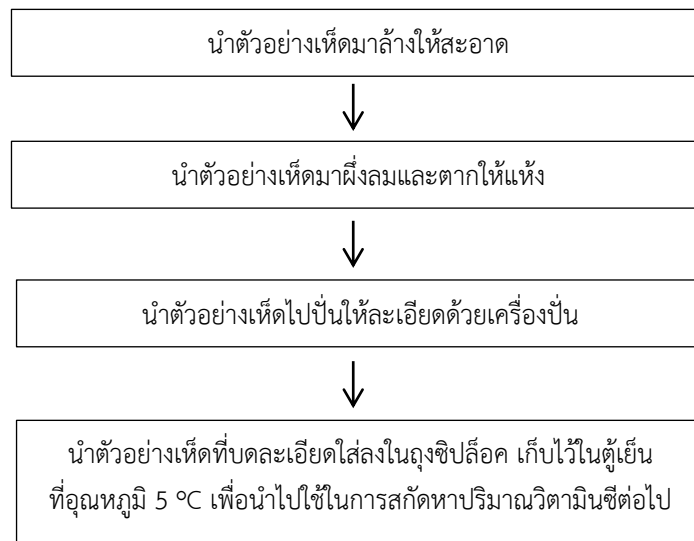 นำตัวอย่างเห็ดมาล้างให้สะอาด
นำตัวอย่างเห็ดมาผึ่งลมและตากให้แห้ง
นำตัวอย่างเห็ดไปปั่นให้ละเอียดด้วยเครื่องปั่น
นำตัวอย่างเห็ดที่บดละเอียดใส่ลงในถุงซิปล็อค เก็บไว้ในตู้เย็น
ที่อุณหภูมิ 5 ºC เพื่อนำไปใช้ในการสกัดหาปริมาณวิตามินซีต่อไป